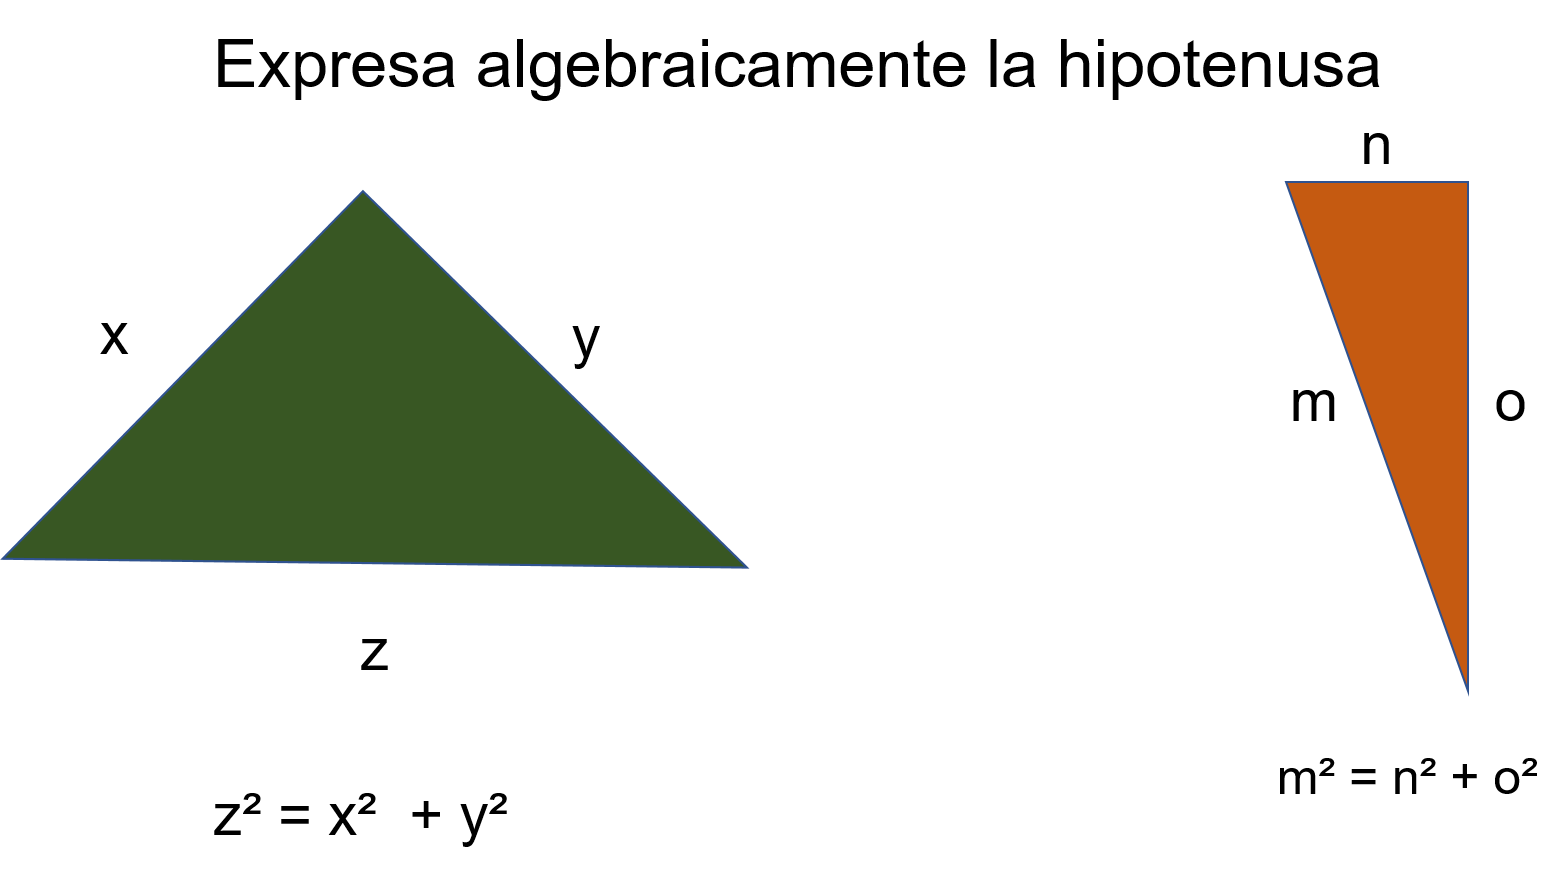 Expresa algebraicamente la hipotenusa
n
x
y
m
o
z
m² = n² + o²
z² = x² + y²